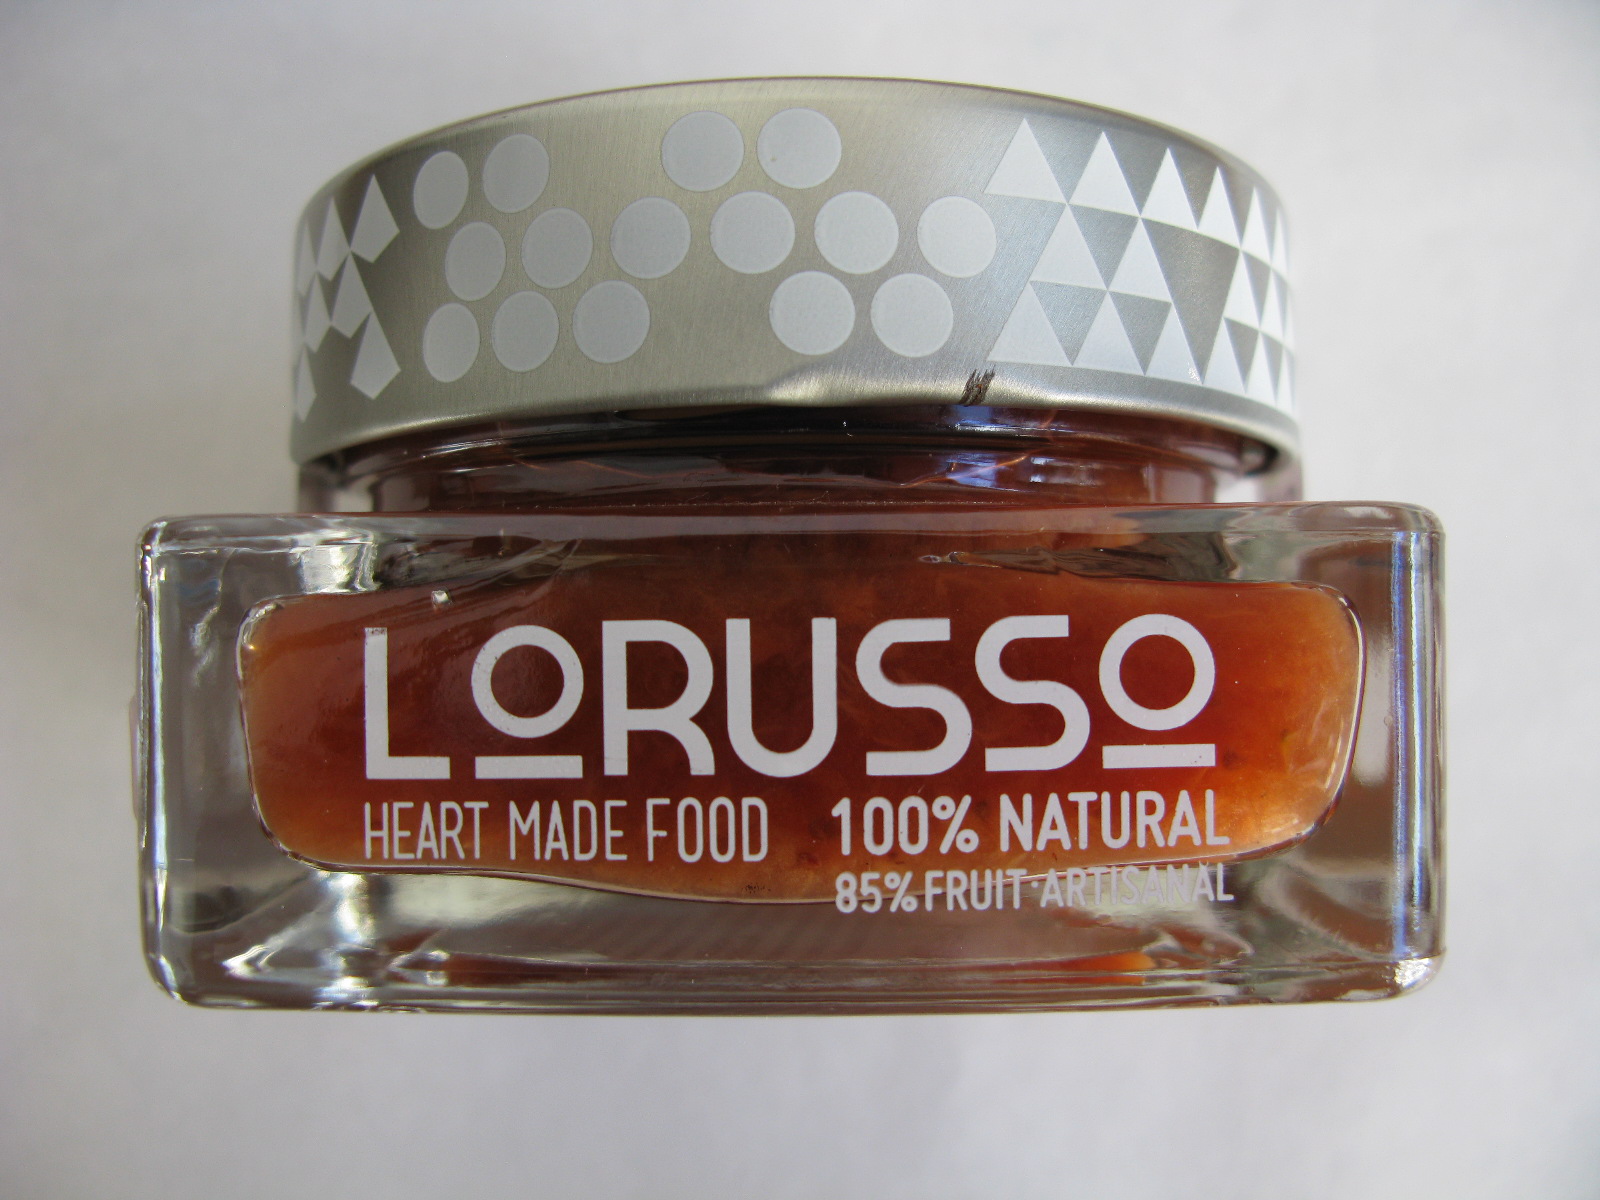 LORUSSO
HEART MADE FOOD 100% NATURAL
85% FRUIT·ARTISANAL